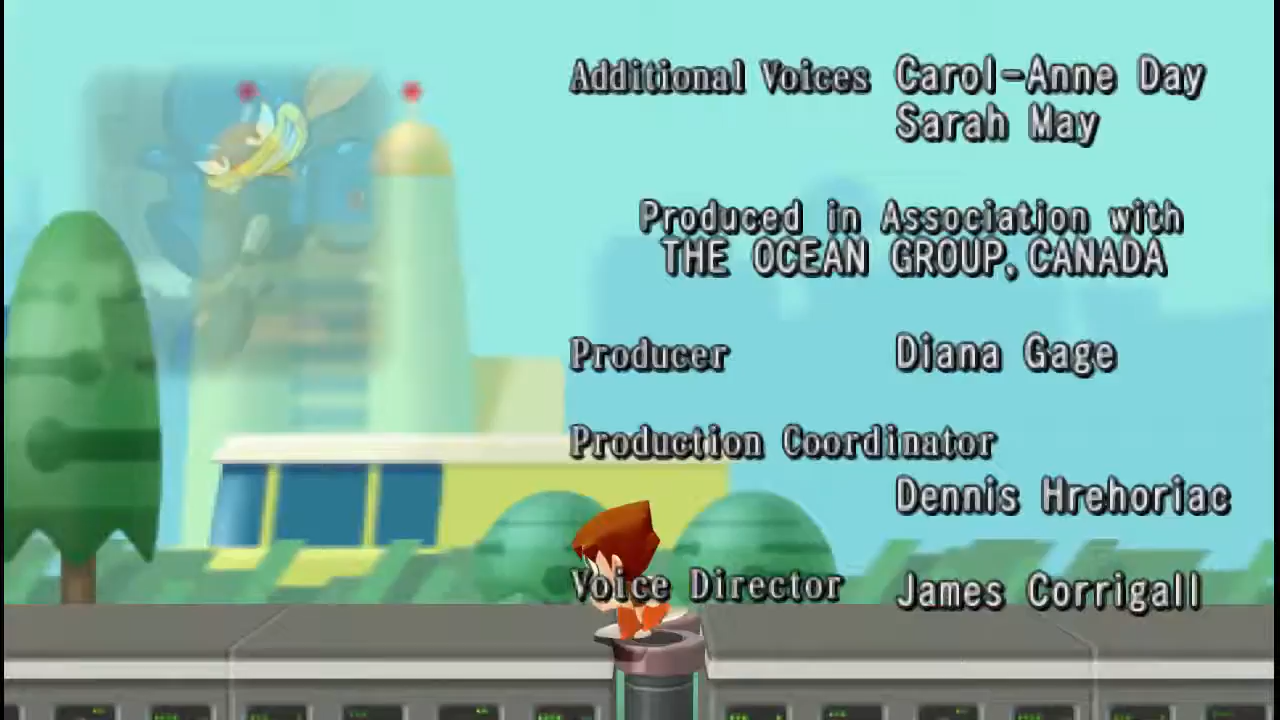 Additional Voices Carol-Anne Day
Sarah May
Produced in Association with
THE OCEAN GROUP, CANADA
Producer Diana Gage
Production Coordinator
Dennis Hrehoriac
Voice Director James Corrigall